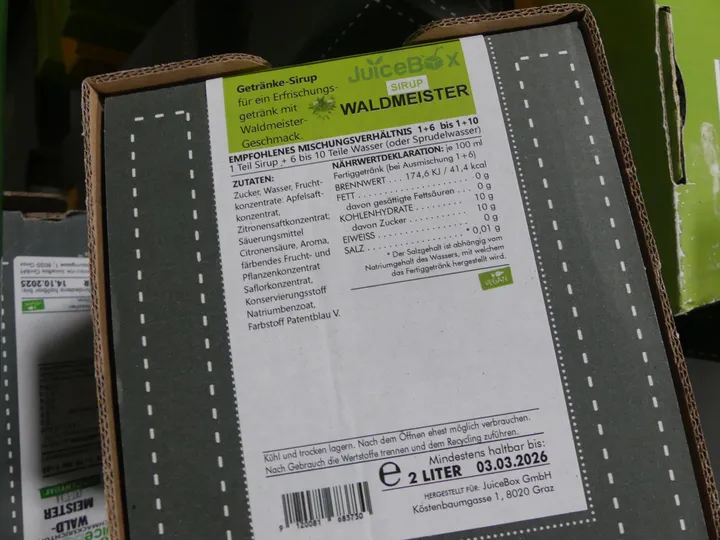 Getränke-Sirup
für ein Erfrischungs-
getränk mit
Waldmeister-
Geschmack.
JUiCEBOX
SIRUP
WALDMEISTER
EMPFOHLENES MISCHUNGSVERHÄLTNIS 1+6 bis 1+10
1 Teil Sirup + 6 bis 10 Teile Wasser (oder Sprudelwasser)
ZUTATEN:
Zucker, Wasser, Frucht-
konzentrate: Apfelsaft-
konzentrat,
Zitronensaftkonzentrat;
Säuerungsmittel
Citronensäure, Aroma,
färbendes Frucht- und
Pflanzenkonzentrat
Saflorkonzentrat,
Konservierungsstoff
Natriumbenzoat,
Farbstoff Patentblau V.
NÄHRWERTDEKLARATION: je 100 ml
Fertiggetränk (bei Ausmischung 1+6)
BRENNWERT . . . . 174,6 KJ / 41,4 kcal
FETT . . . . . . . . . . . . . . . . . . . . 0 g
davon gesättigte Fettsäuren . . . . 0 g
KOHLENHYDRATE . . . . . . . . . 10 g
davon Zucker . . . . . . . . . . . . . 10 g
EIWEISS . . . . . . . . . . . . . . . . . . 0 g
SALZ . . . . . . . . . . . . . . . . * 0,01 g
* Der Salzgehalt ist abhängig vom
Natriumgehalt des Wassers, mit welchem
das Fertiggetränk hergestellt wird.
VEGAN
Kühl und trocken lagern. Nach dem Öffnen ehest möglich verbrauchen.
Nach Gebrauch die Wertstoffe trennen und dem Recycling zuführen.
Mindestens haltbar bis:
e 2 LITER 03.03.2026
HERGESTELLT FÜR: JuiceBox GmbH
Köstenbaumgasse 1, 8020 Graz
9 120081 683750
14.10.2025
WALD-
MEISTER